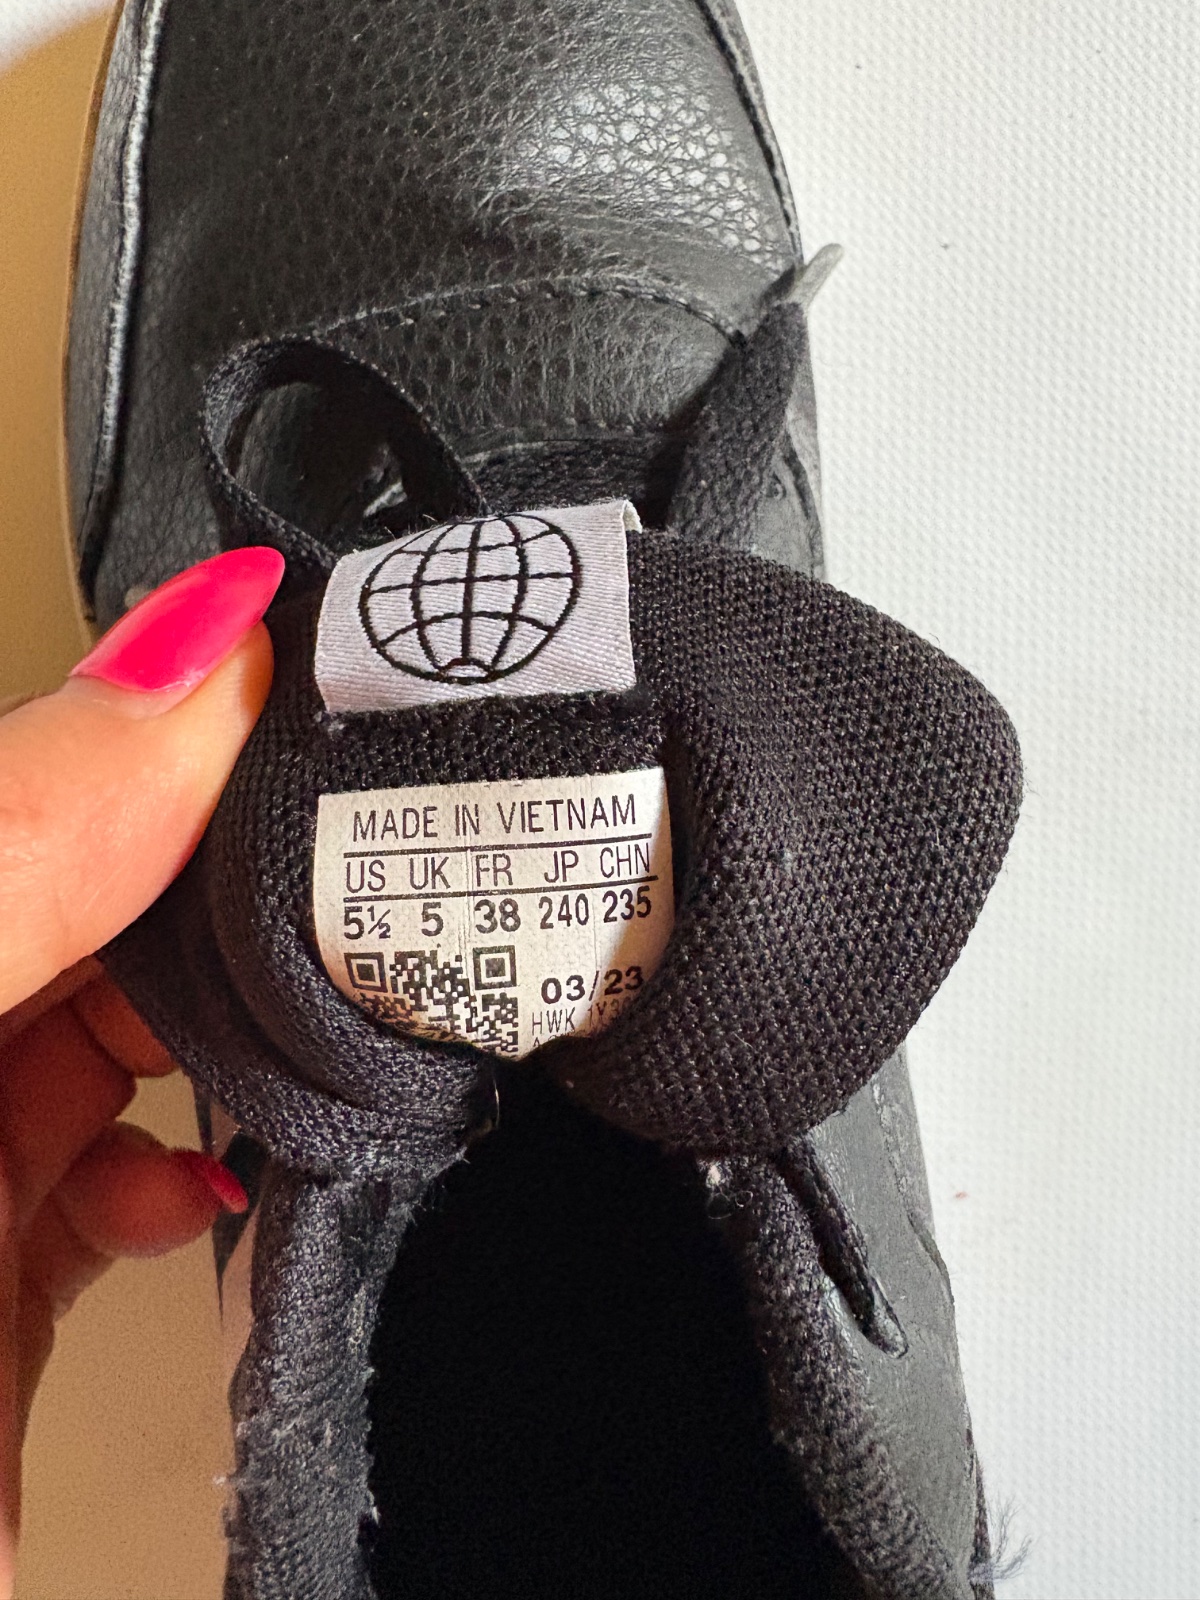 MADE IN VIETNAM
US UK FR JP CHN
5½ 5 38 240 235
03/23
HWK